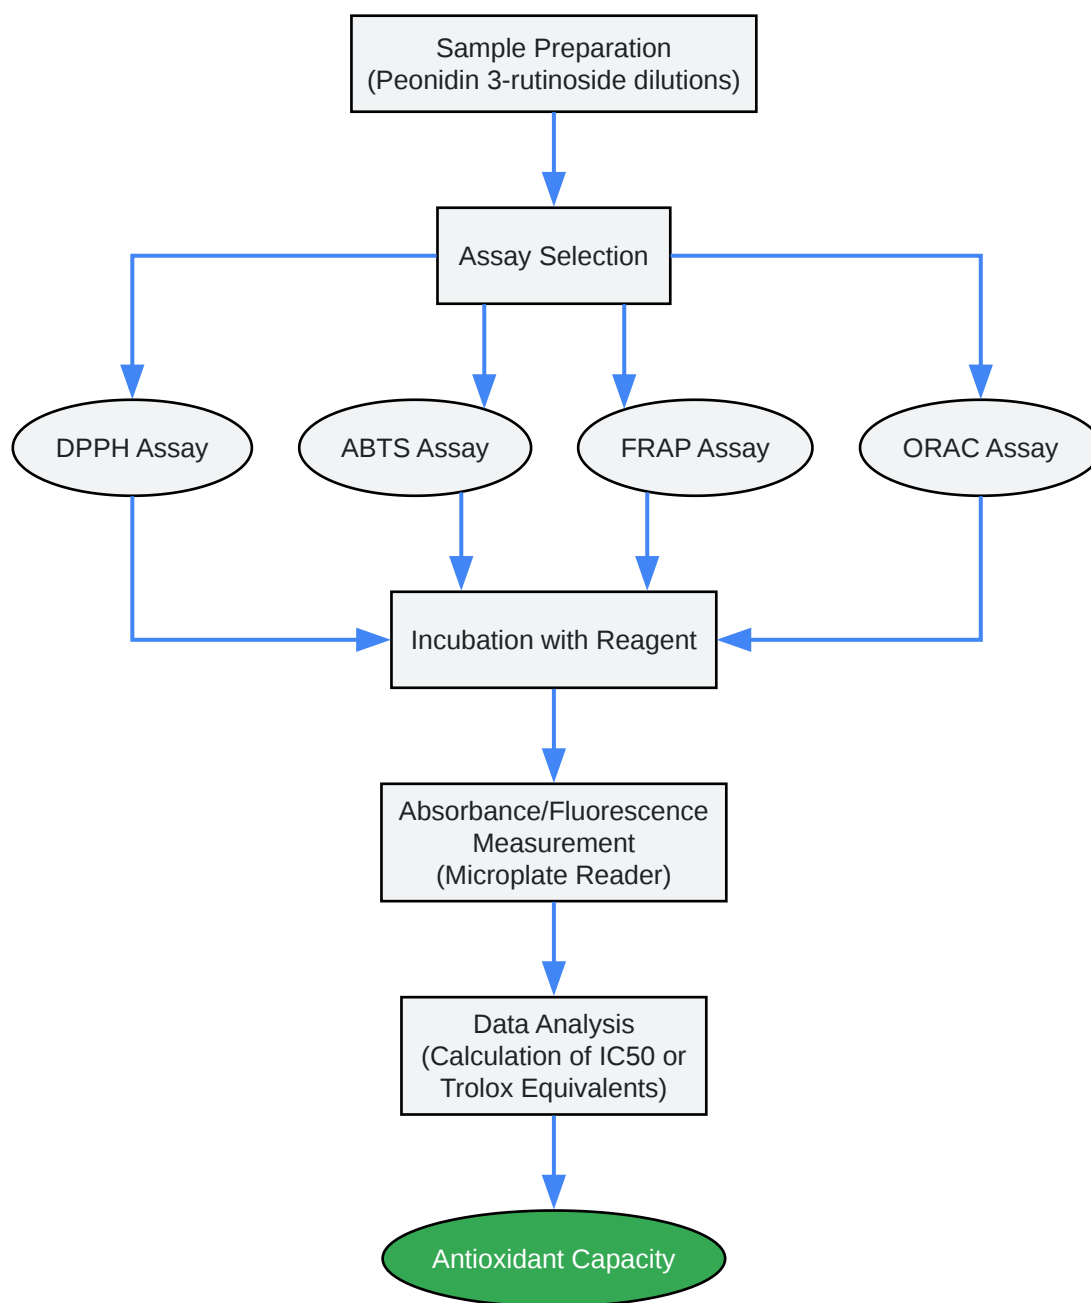 Sample Preparation
(Peonidin 3-rutinoside dilutions)
Assay Selection
DPPH Assay
ABTS Assay
FRAP Assay
ORAC Assay
Incubation with Reagent
Absorbance/Fluorescence
Measurement
(Microplate Reader)
Data Analysis
(Calculation of IC50 or
Trolox Equivalents)
Antioxidant Capacity